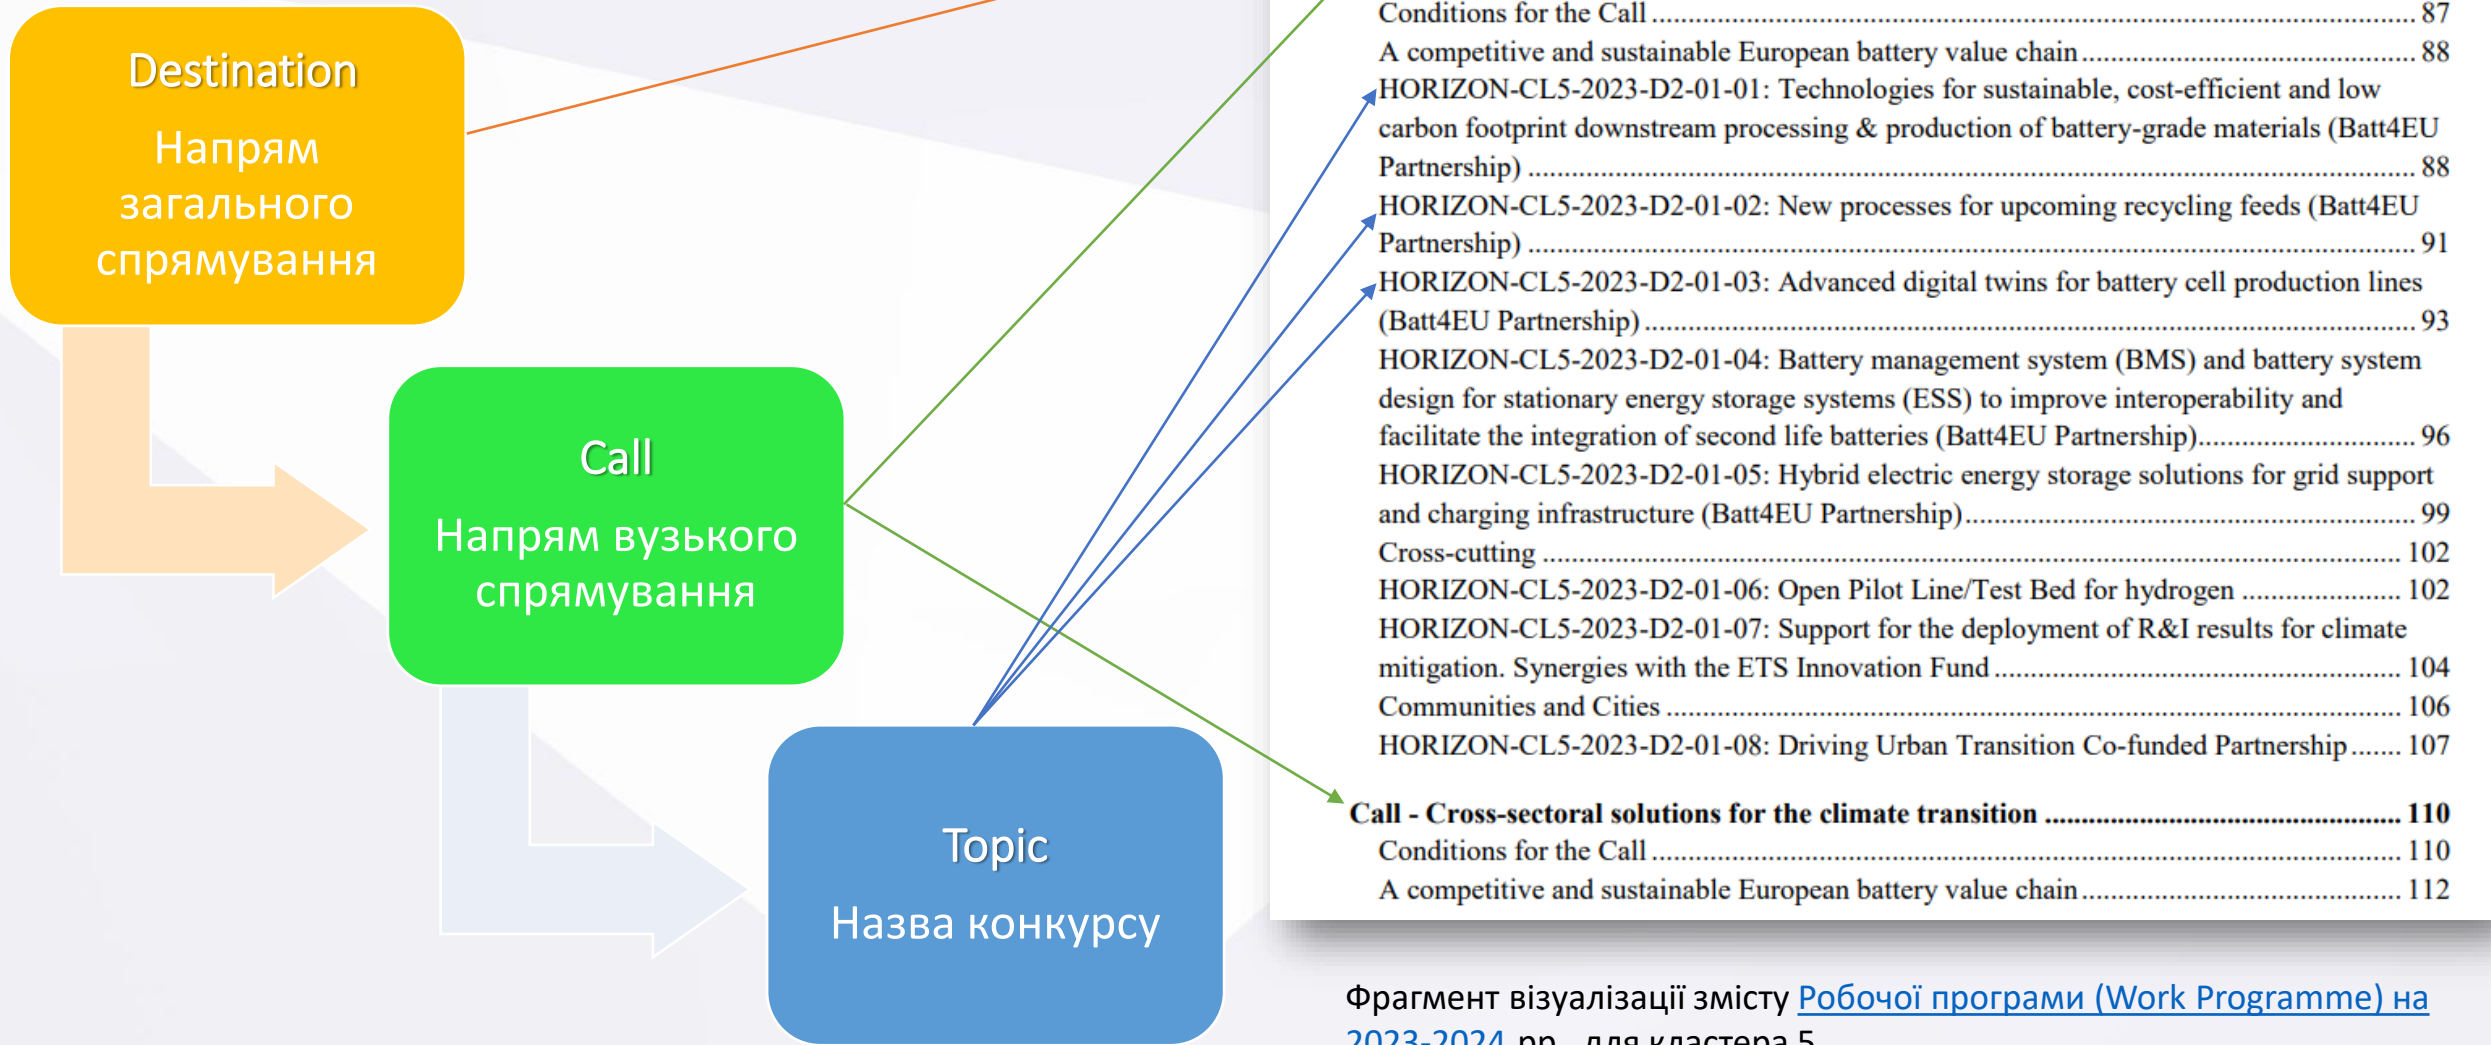 Destination
Напрям
загального
спрямування
Call
Напрям вузького
спрямування
Topic
Назва конкурсу
Conditions for the Call ........ 87
A competitive and sustainable European battery value chain ........ 88
HORIZON-CL5-2023-D2-01-01: Technologies for sustainable, cost-efficient and low
carbon footprint downstream processing & production of battery-grade materials (Batt4EU
Partnership) ........ 88
HORIZON-CL5-2023-D2-01-02: New processes for upcoming recycling feeds (Batt4EU
Partnership) ........ 91
HORIZON-CL5-2023-D2-01-03: Advanced digital twins for battery cell production lines
(Batt4EU Partnership) ........ 93
HORIZON-CL5-2023-D2-01-04: Battery management system (BMS) and battery system
design for stationary energy storage systems (ESS) to improve interoperability and
facilitate the integration of second life batteries (Batt4EU Partnership) ........ 96
HORIZON-CL5-2023-D2-01-05: Hybrid electric energy storage solutions for grid support
and charging infrastructure (Batt4EU Partnership) ........ 99
Cross-cutting ........ 102
HORIZON-CL5-2023-D2-01-06: Open Pilot Line/Test Bed for hydrogen ........ 102
HORIZON-CL5-2023-D2-01-07: Support for the deployment of R&I results for climate
mitigation. Synergies with the ETS Innovation Fund ........ 104
Communities and Cities ........ 106
HORIZON-CL5-2023-D2-01-08: Driving Urban Transition Co-funded Partnership ....... 107
Call - Cross-sectoral solutions for the climate transition ........ 110
Conditions for the Call ........ 110
A competitive and sustainable European battery value chain ........ 112
Фрагмент візуалізації змісту Робочої програми (Work Programme) на
2023-2024 рр. для кластера 5